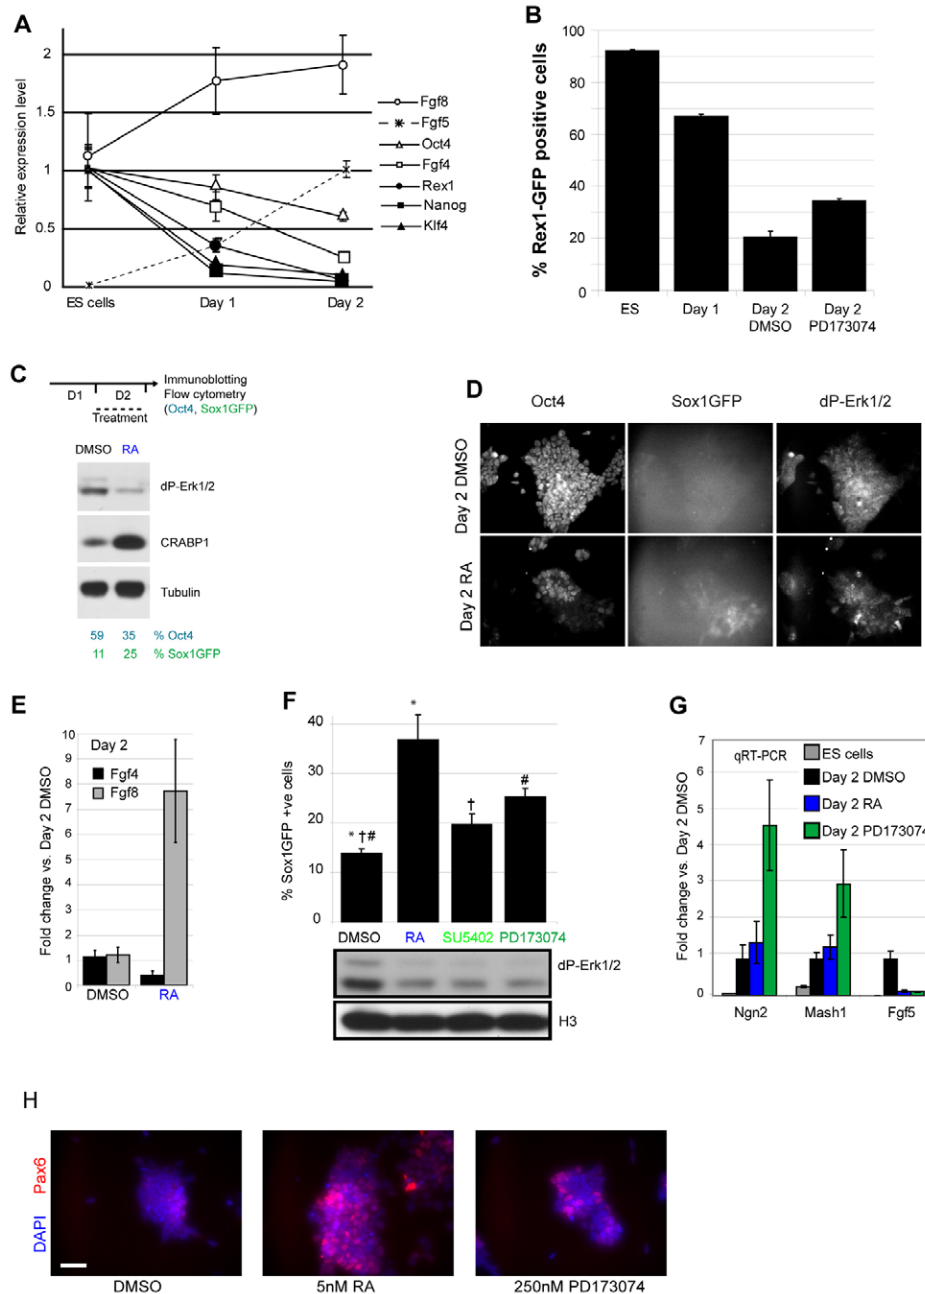 A
Relative expression level
2
1.5
1
0.5
0
ES cells Day 1 Day 2
Fgf8
Fgf5
Oct4
Fgf4
Rex1
Nanog
Klf4
B
% Rex1-GFP positive cells
100
80
60
40
20
0
ES Day 1 Day 2 Day 2
DMSO PD173074
C
D1 D2
Treatment
Immunoblotting
Flow cytometry
(Oct4, Sox1GFP)
DMSO RA
dP-Erk1/2
CRABP1
Tubulin
59 35 % Oct4
11 25 % Sox1GFP
D
Oct4 Sox1GFP dP-Erk1/2
Day 2 DMSO
Day 2 RA
E
Fold change vs. Day 2 DMSO
10
9
8
7
6
5
4
3
2
1
0
Day 2
Fgf4
Fgf8
DMSO RA
F
% Sox1GFP +ve cells
40
30
20
10
0
* †# * † #
DMSO RA SU5402 PD173074
dP-Erk1/2
H3
G
Fold change vs. Day 2 DMSO
7
6
5
4
3
2
1
0
qRT-PCR
ES cells
Day 2 DMSO
Day 2 RA
Day 2 PD173074
Ngn2 Mash1 Fgf5
H
DAPI Pax6
DMSO 5nM RA 250nM PD173074